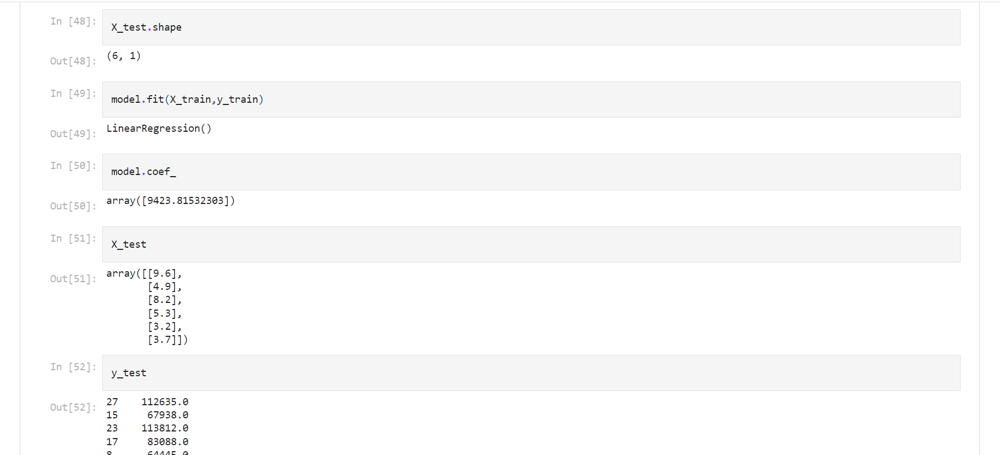 In [48]:
X_test.shape
Out[48]:
(6, 1)
In [49]:
model.fit(X_train,y_train)
Out[49]:
LinearRegression()
In [50]:
model.coef_
Out[50]:
array([9423.81532303])
In [51]:
X_test
Out[51]:
array([[9.6],
[4.9],
[8.2],
[5.3],
[3.2],
[3.7]])
In [52]:
y_test
Out[52]:
27 112635.0
15 67938.0
23 113812.0
17 83088.0
8 64445.0